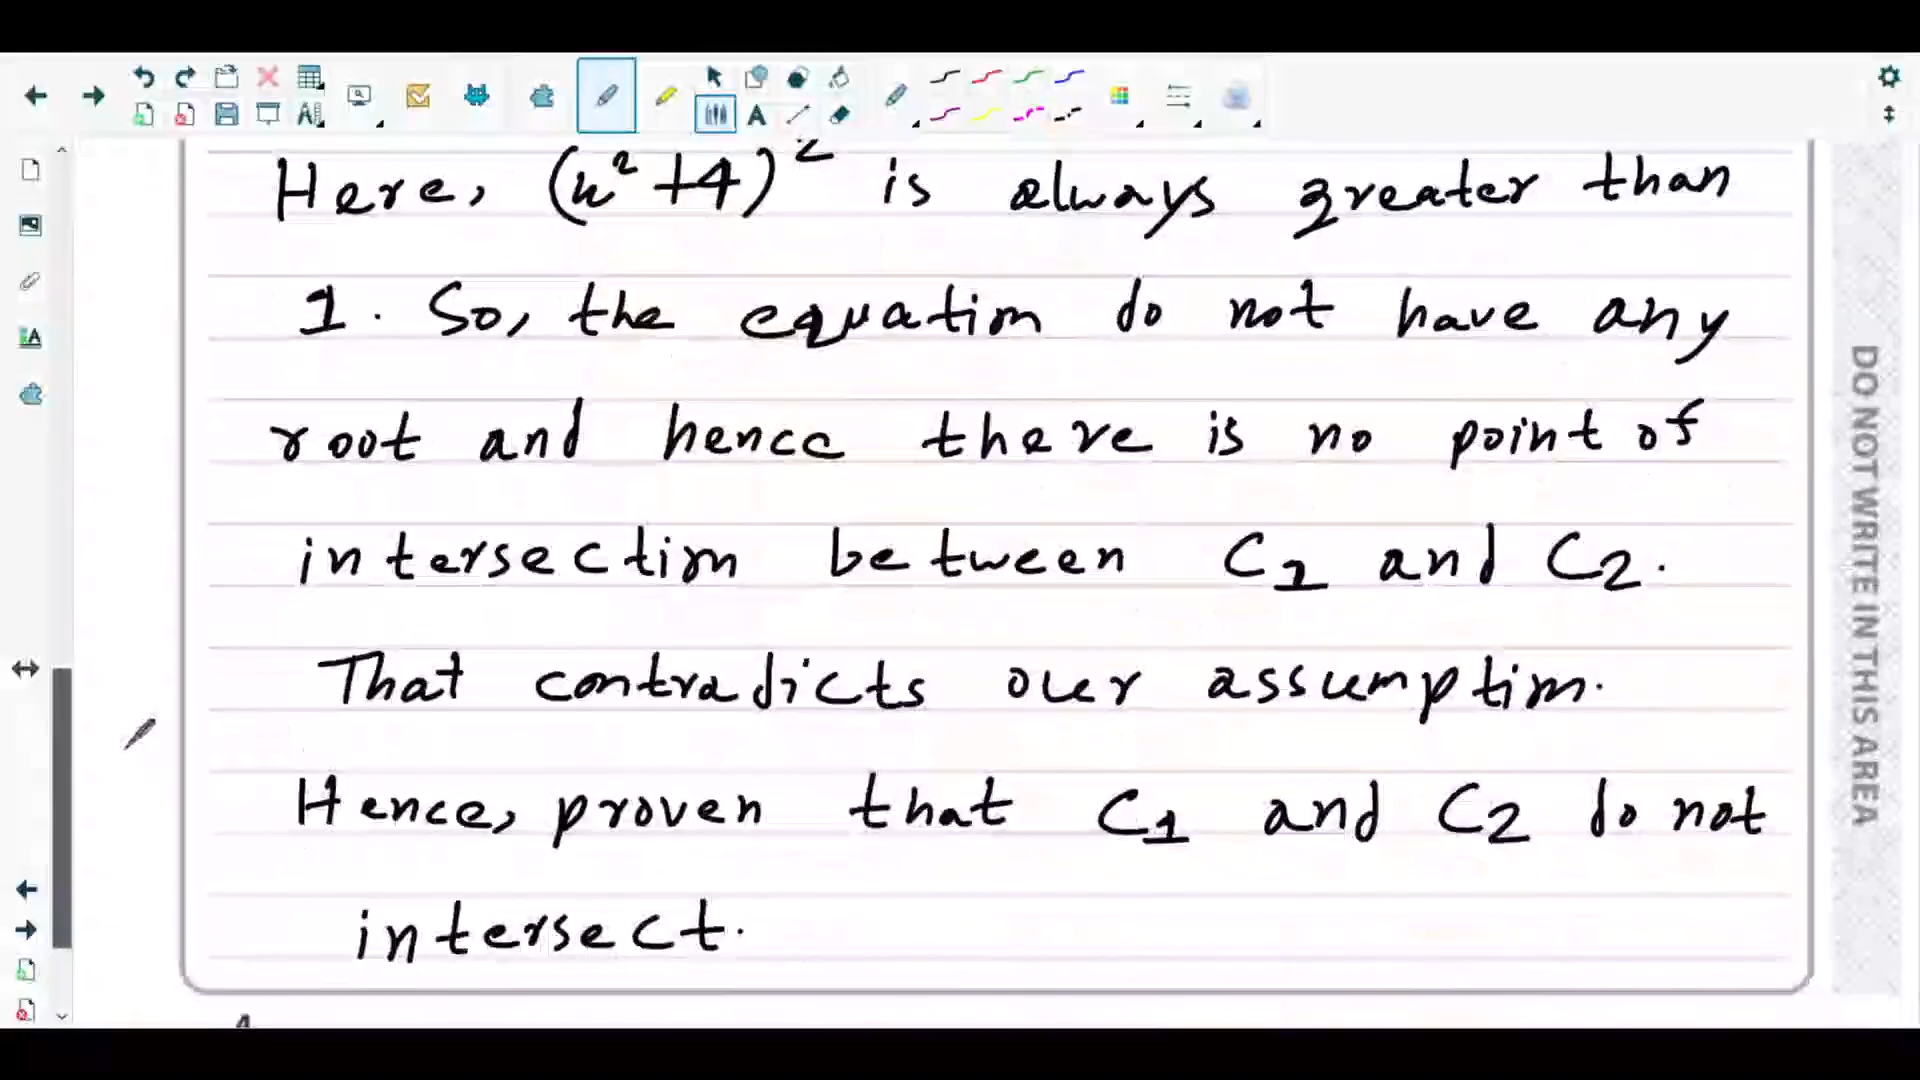 Here, (x²+4)² is always greater than
1. So, the equation do not have any
root and hence there is no point of
intersection between C1 and C2.
That contradicts our assumption.
Hence, proven that C1 and C2 do not
intersect.
DO NOT WRITE IN THIS AREA